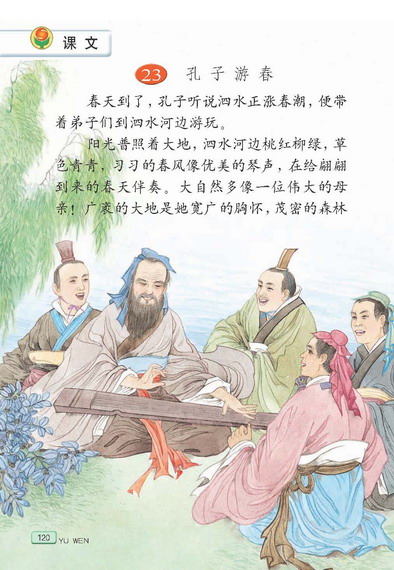 课文
23 孔子游春
春天到了，孔子听说泗水正涨春潮，便带
着弟子们到泗水河边游玩。
阳光普照着大地，泗水河边桃红柳绿，草
色青青，习习的春风像优美的琴声，在给翩翩
到来的春天伴奏。大自然多像一位伟大的母
亲！广袤的大地是她宽广的胸怀，茂密的森林
120 YU WEN